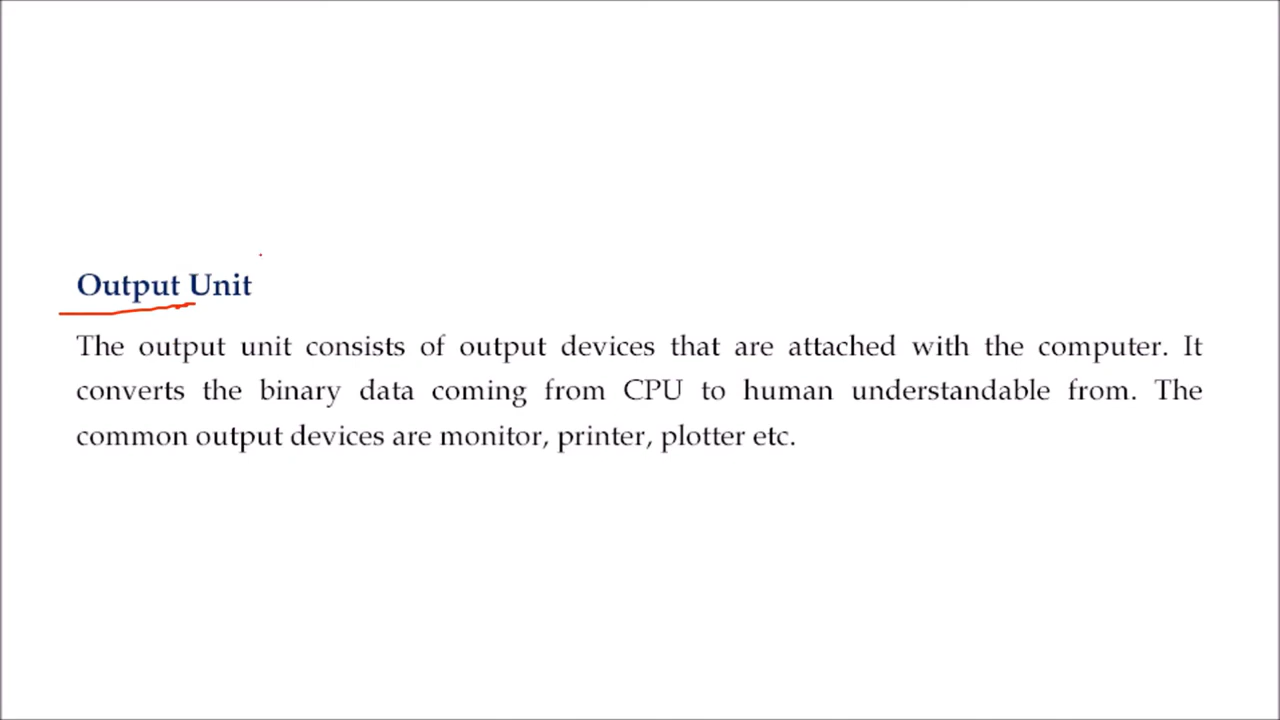 Output Unit
The output unit consists of output devices that are attached with the computer. It
converts the binary data coming from CPU to human understandable from. The
common output devices are monitor, printer, plotter etc.